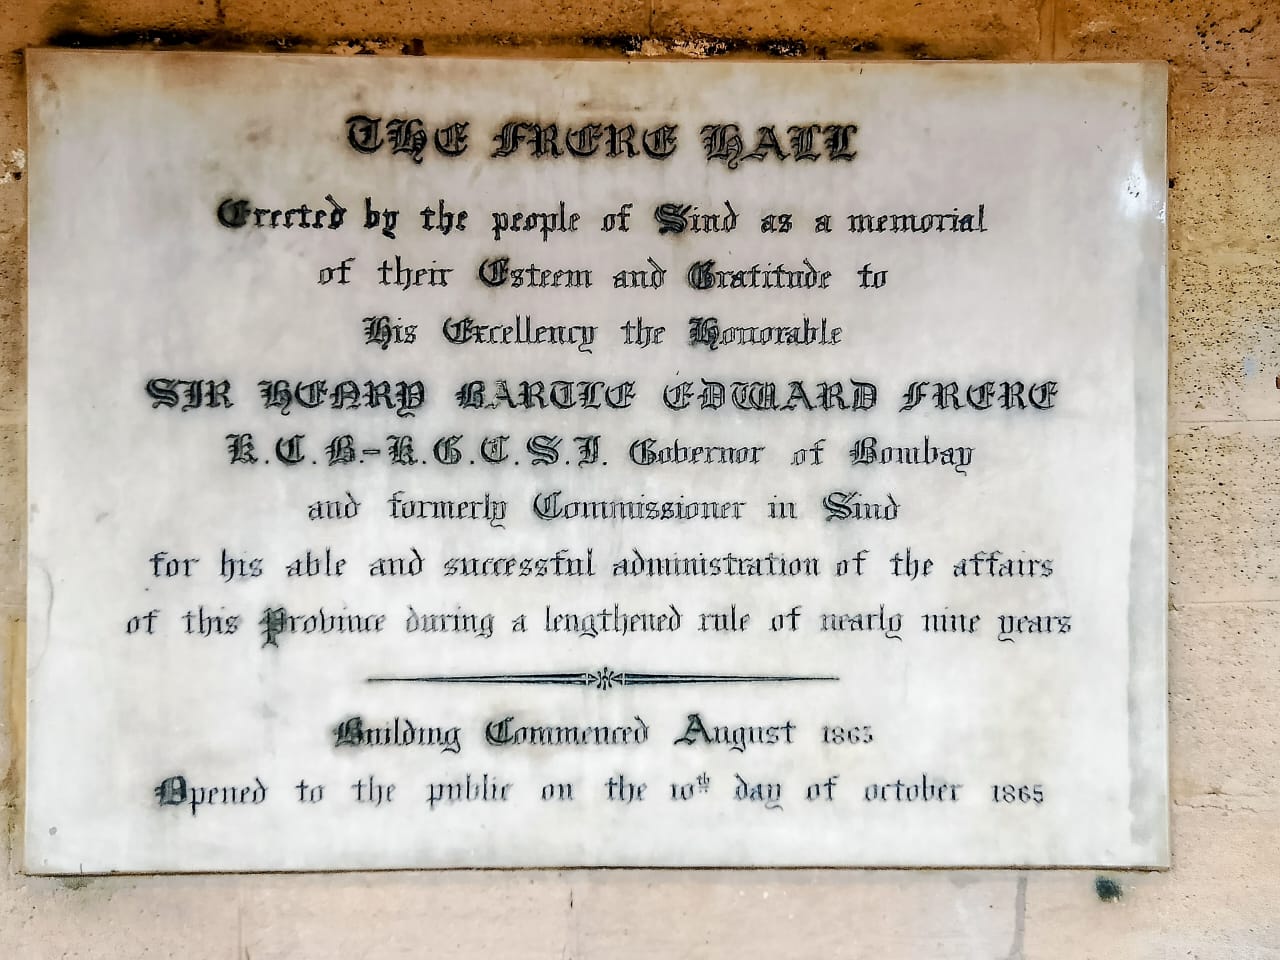 THE FRERE HALL
Erected by the people of Sind as a memorial
of their Esteem and Gratitude to
His Excellency the Honorable
SIR HENRY BARTLE EDWARD FRERE
K.C.B.-K.G.C.S.I. Governor of Bombay
and formerly Commissioner in Sind
for his able and successful administration of the affairs
of this Province during a lengthened rule of nearly nine years
Building Commenced August 1863
Opened to the public on the 10th day of october 1865